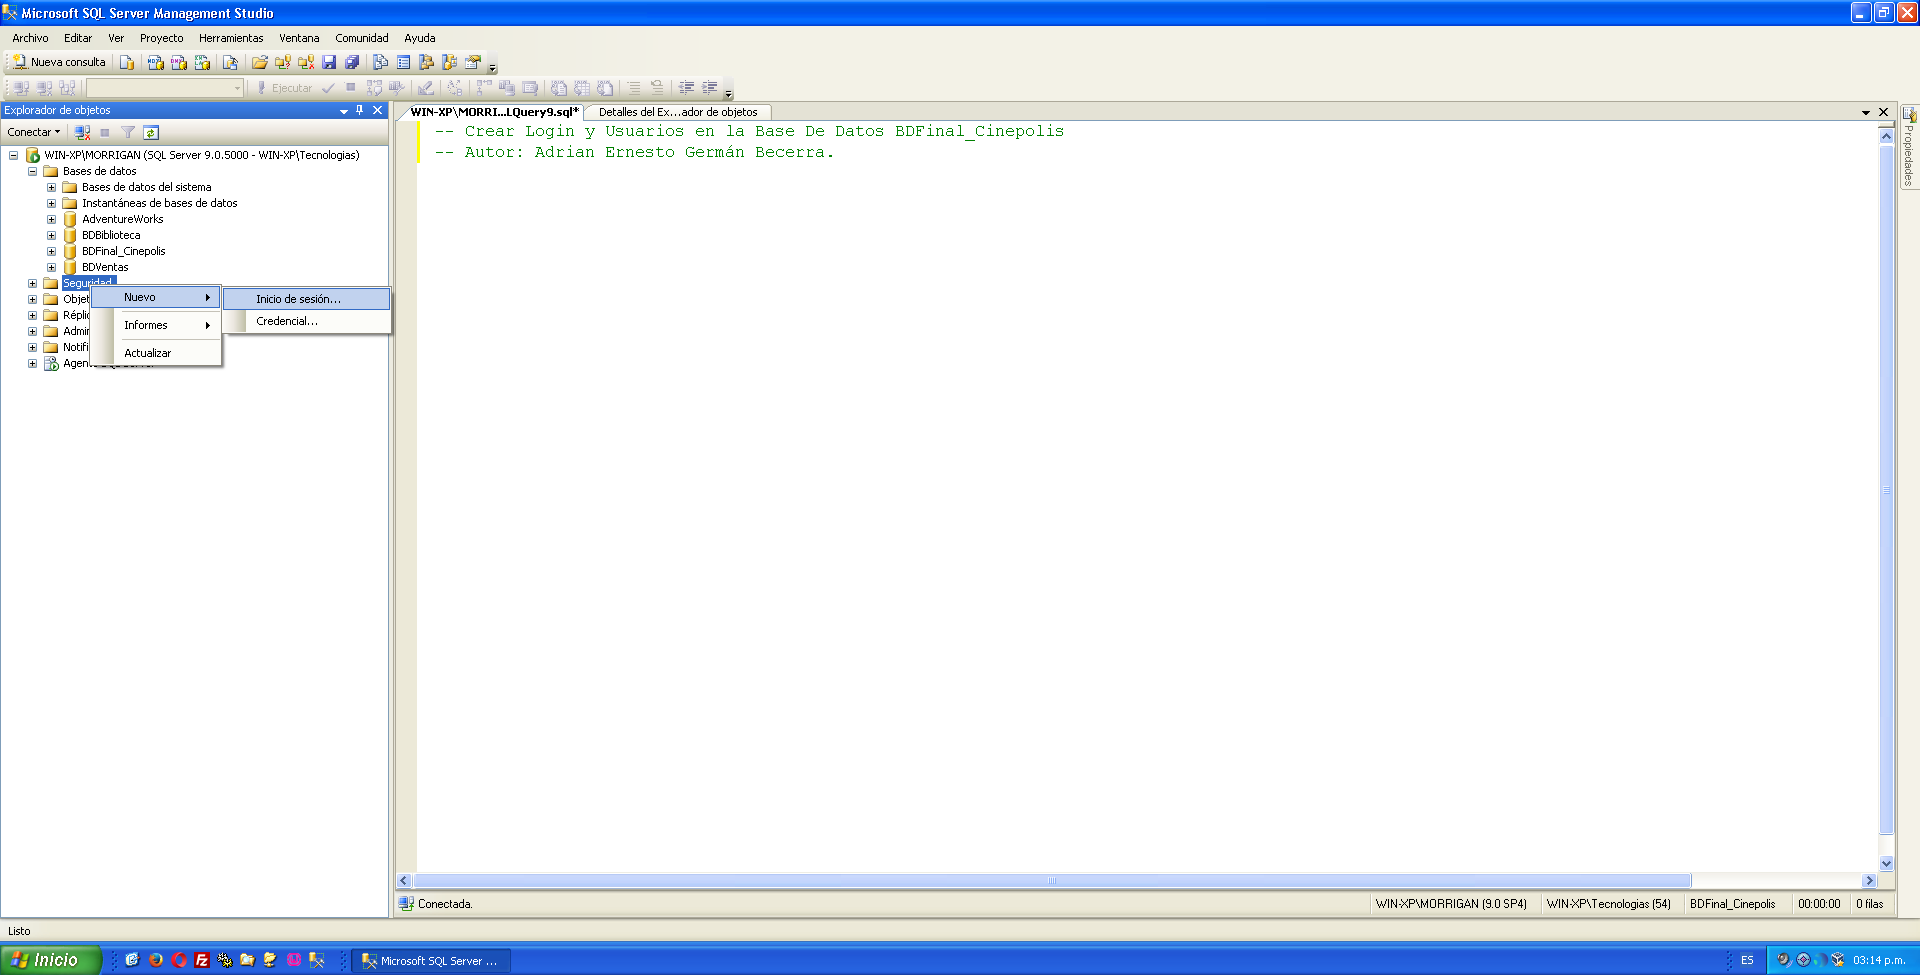 Microsoft SQL Server Management Studio
Archivo Editar Ver Proyecto Herramientas Ventana Comunidad Ayuda
Nueva consulta
Ejecutar
Explorador de objetos
Conectar
WIN-XP\MORRIGAN (SQL Server 9.0.5000 - WIN-XP\Tecnologias)
Bases de datos
Bases de datos del sistema
Instantáneas de bases de datos
AdventureWorks
BDBiblioteca
BDFinal_Cinepolis
BDVentas
Seguridad
Objet
Réplic
Admir
Notifi
Agent
Nuevo
Informes
Actualizar
Inicio de sesión...
Credencial...
WIN-XP\MORRI...LQuery9.sql* Detalles del Ex...ador de objetos
-- Crear Login y Usuarios en la Base De Datos BDFinal_Cinepolis
-- Autor: Adrian Ernesto Germán Becerra.
Propiedades
Conectada. WIN-XP\MORRIGAN (9.0 SP4) WIN-XP\Tecnologias (54) BDFinal_Cinepolis 00:00:00 0 filas
Listo
Inicio Microsoft SQL Server ... ES 03:14 p.m.